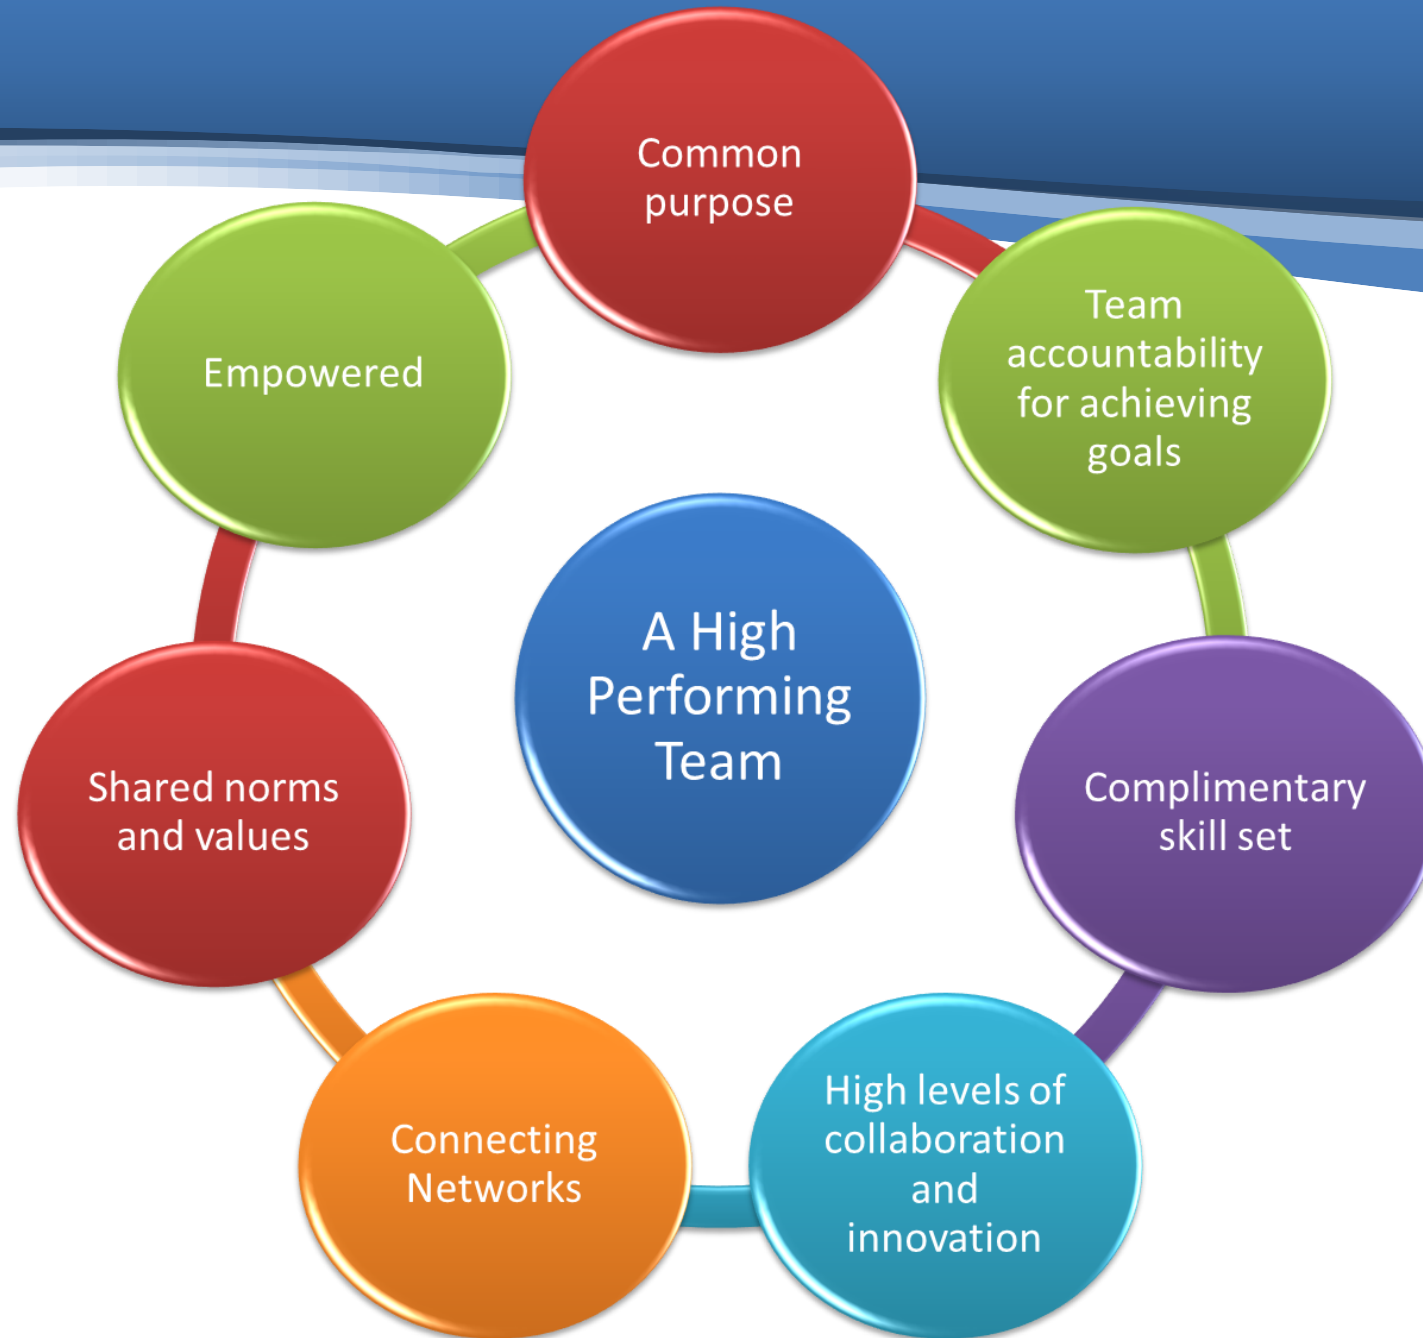 Common
purpose
Team
accountability
for achieving
goals
Complimentary
skill set
High levels of
collaboration
and
innovation
Connecting
Networks
Shared norms
and values
Empowered
A High
Performing
Team